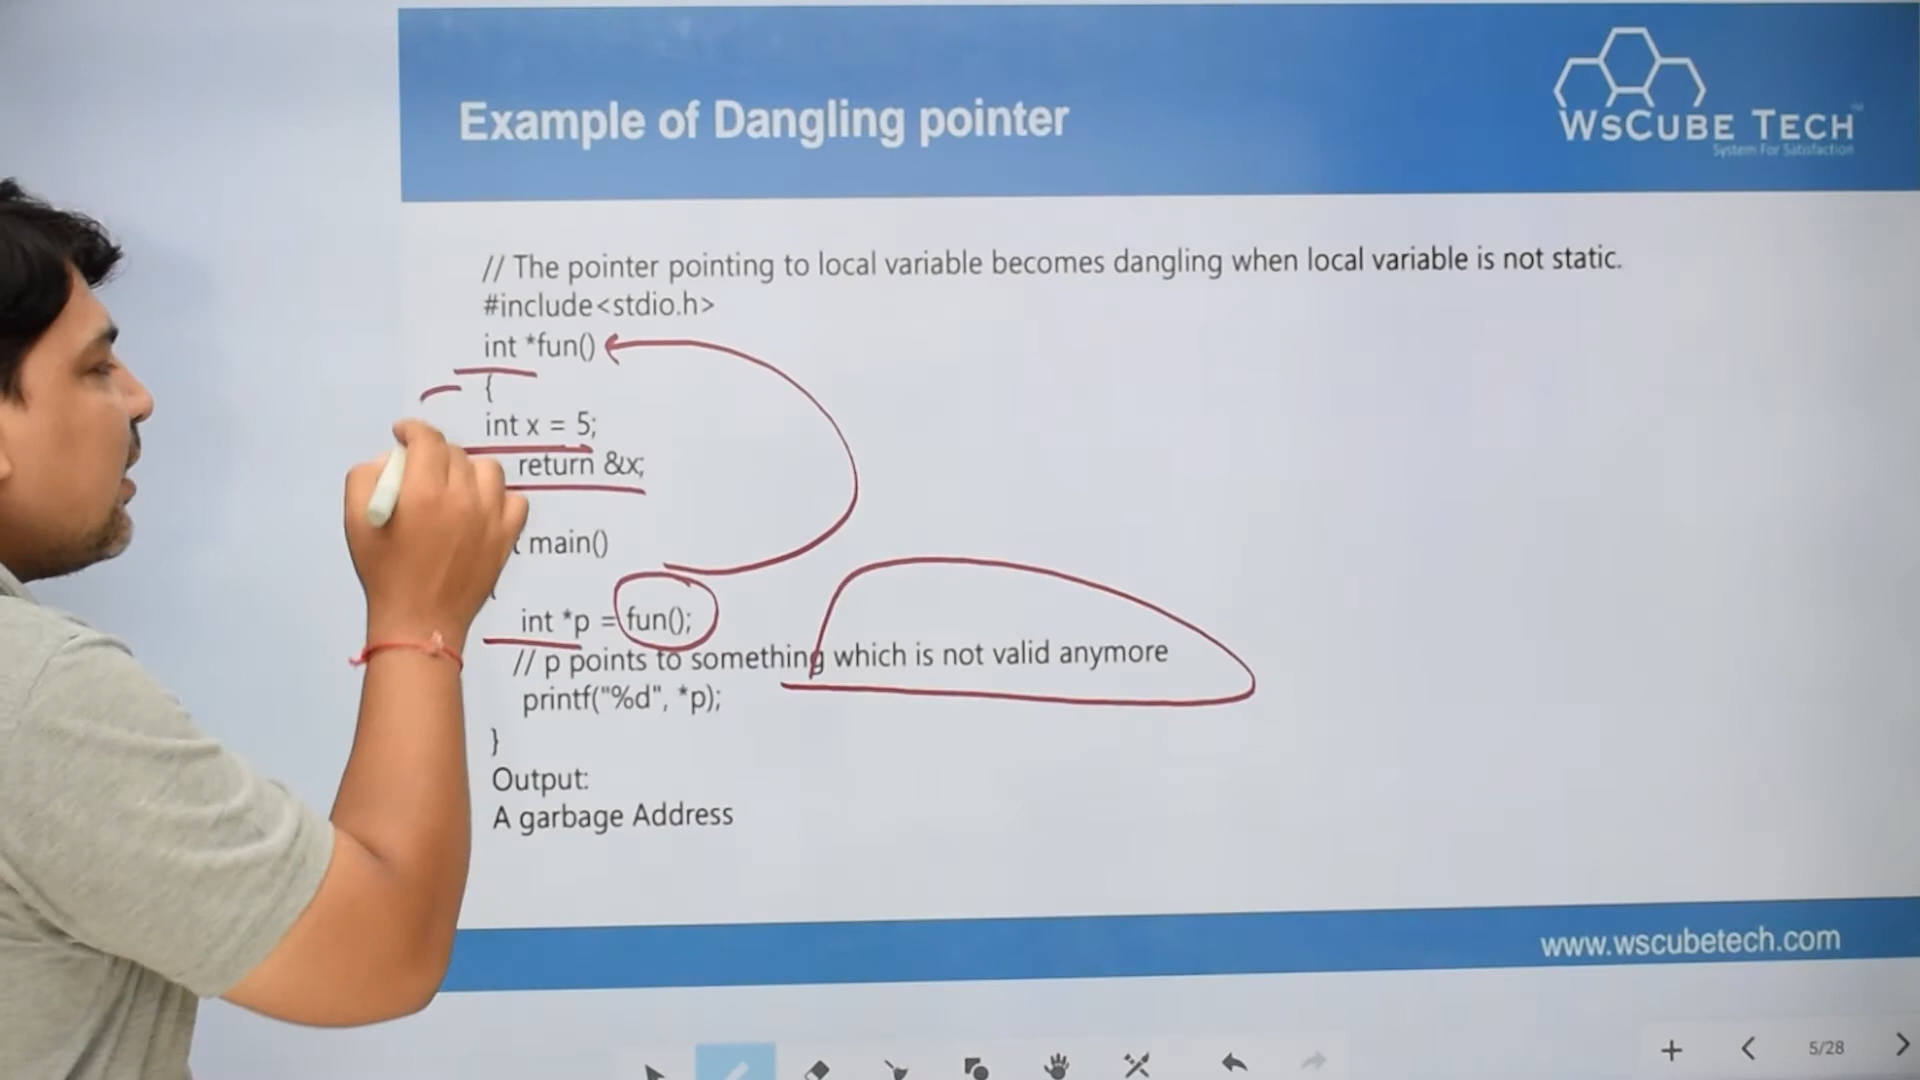 Example of Dangling pointer
WsCube Tech
System For Satisfaction
// The pointer pointing to local variable becomes dangling when local variable is not static.
#include<stdio.h>
int *fun()
{
int x = 5;
return &x;
main()
int *p = fun();
// p points to something which is not valid anymore
printf("%d", *p);
}
Output:
A garbage Address
www.wscubetech.com
5/28